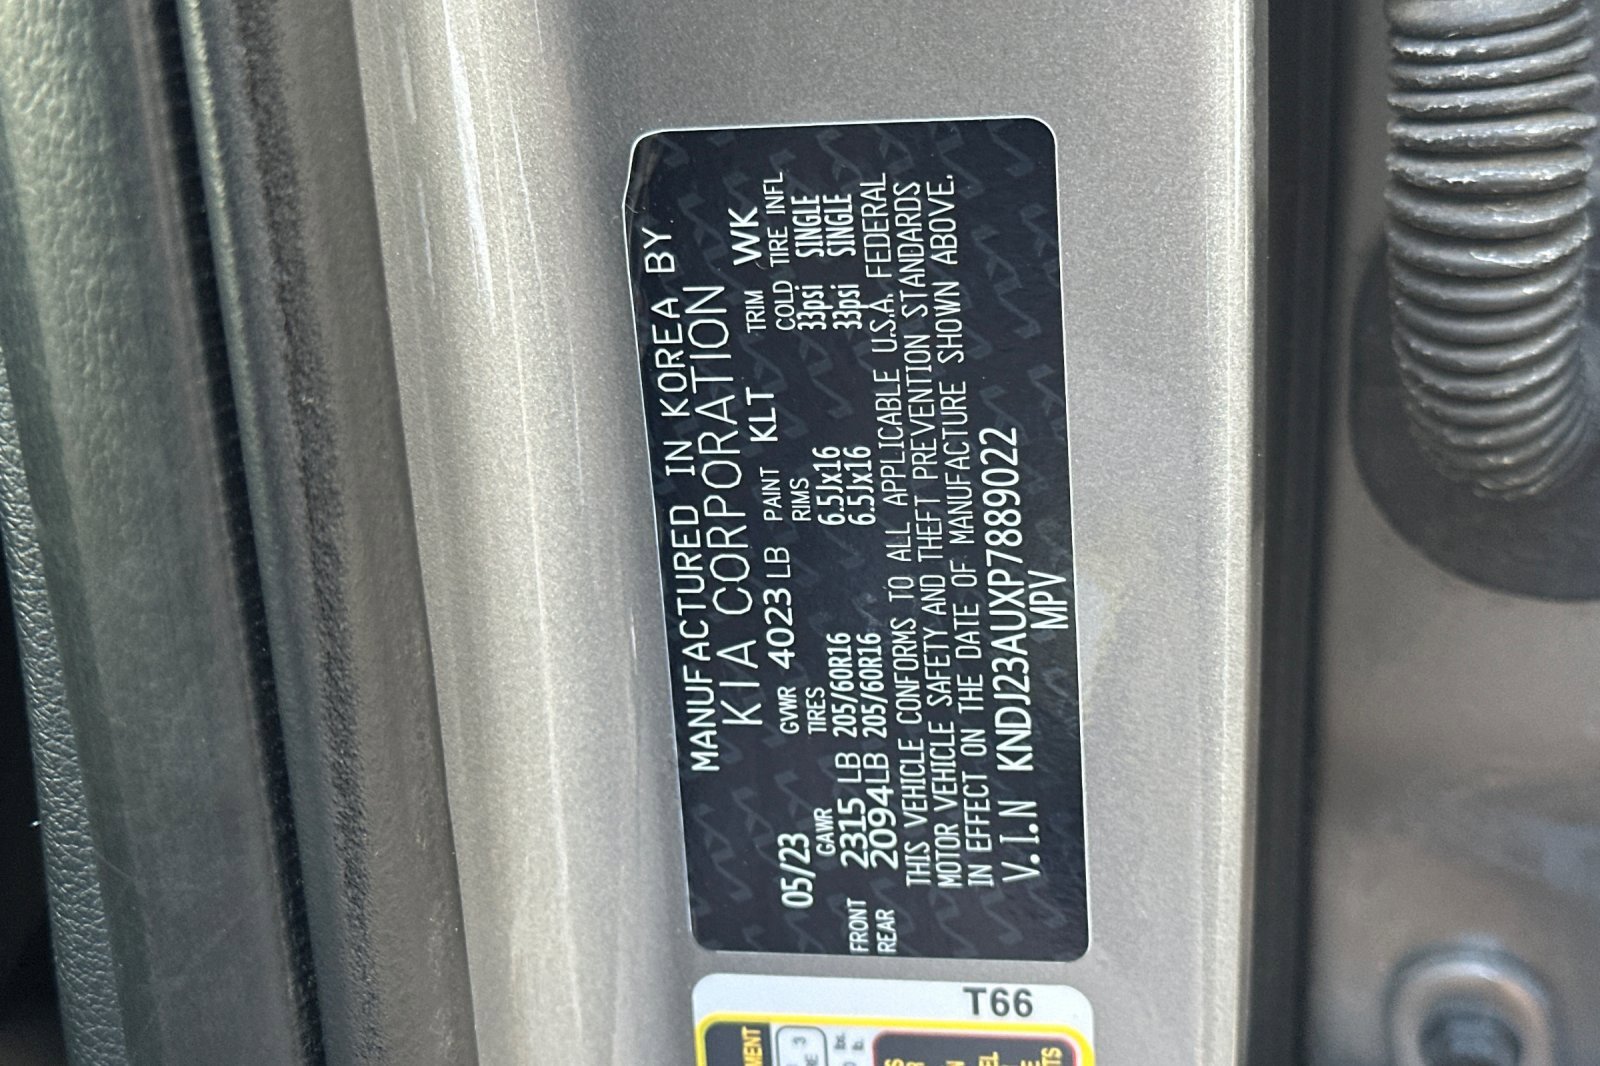 MANUFACTURED IN KOREA BY
KIA CORPORATION
05/23 GVWR 4023 LB PAINT KLT TRIM WK
GAWR TIRES RIMS COLD TIRE INFL
FRONT 2315 LB 205/60R16 6.5Jx16 33psi SINGLE
REAR 2094LB 205/60R16 6.5Jx16 33psi SINGLE
THIS VEHICLE CONFORMS TO ALL APPLICABLE U.S.A. FEDERAL
MOTOR VEHICLE SAFETY AND THEFT PREVENTION STANDARDS
IN EFFECT ON THE DATE OF MANUFACTURE SHOWN ABOVE.
V.I.N KNDJ23AUXP7889022
MPV
T66